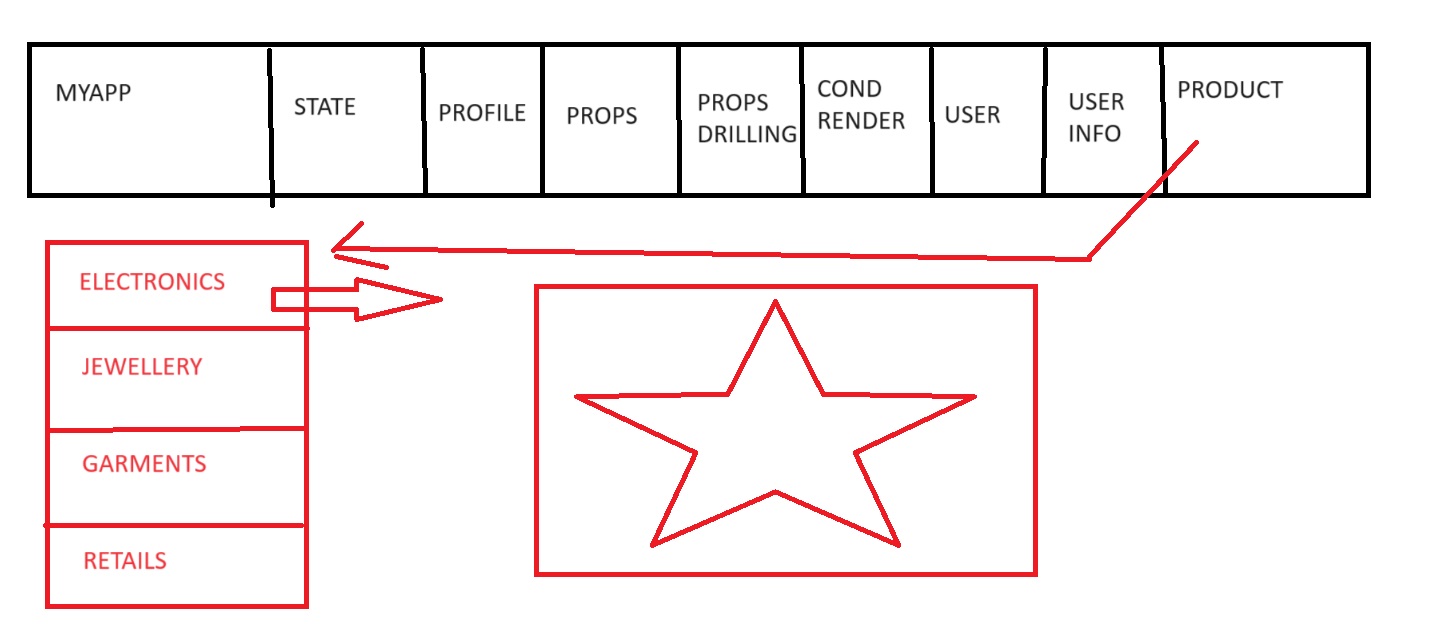 MYAPP
STATE
PROFILE
PROPS
PROPS
DRILLING
COND
RENDER
USER
USER
INFO
PRODUCT
ELECTRONICS
JEWELLERY
GARMENTS
RETAILS